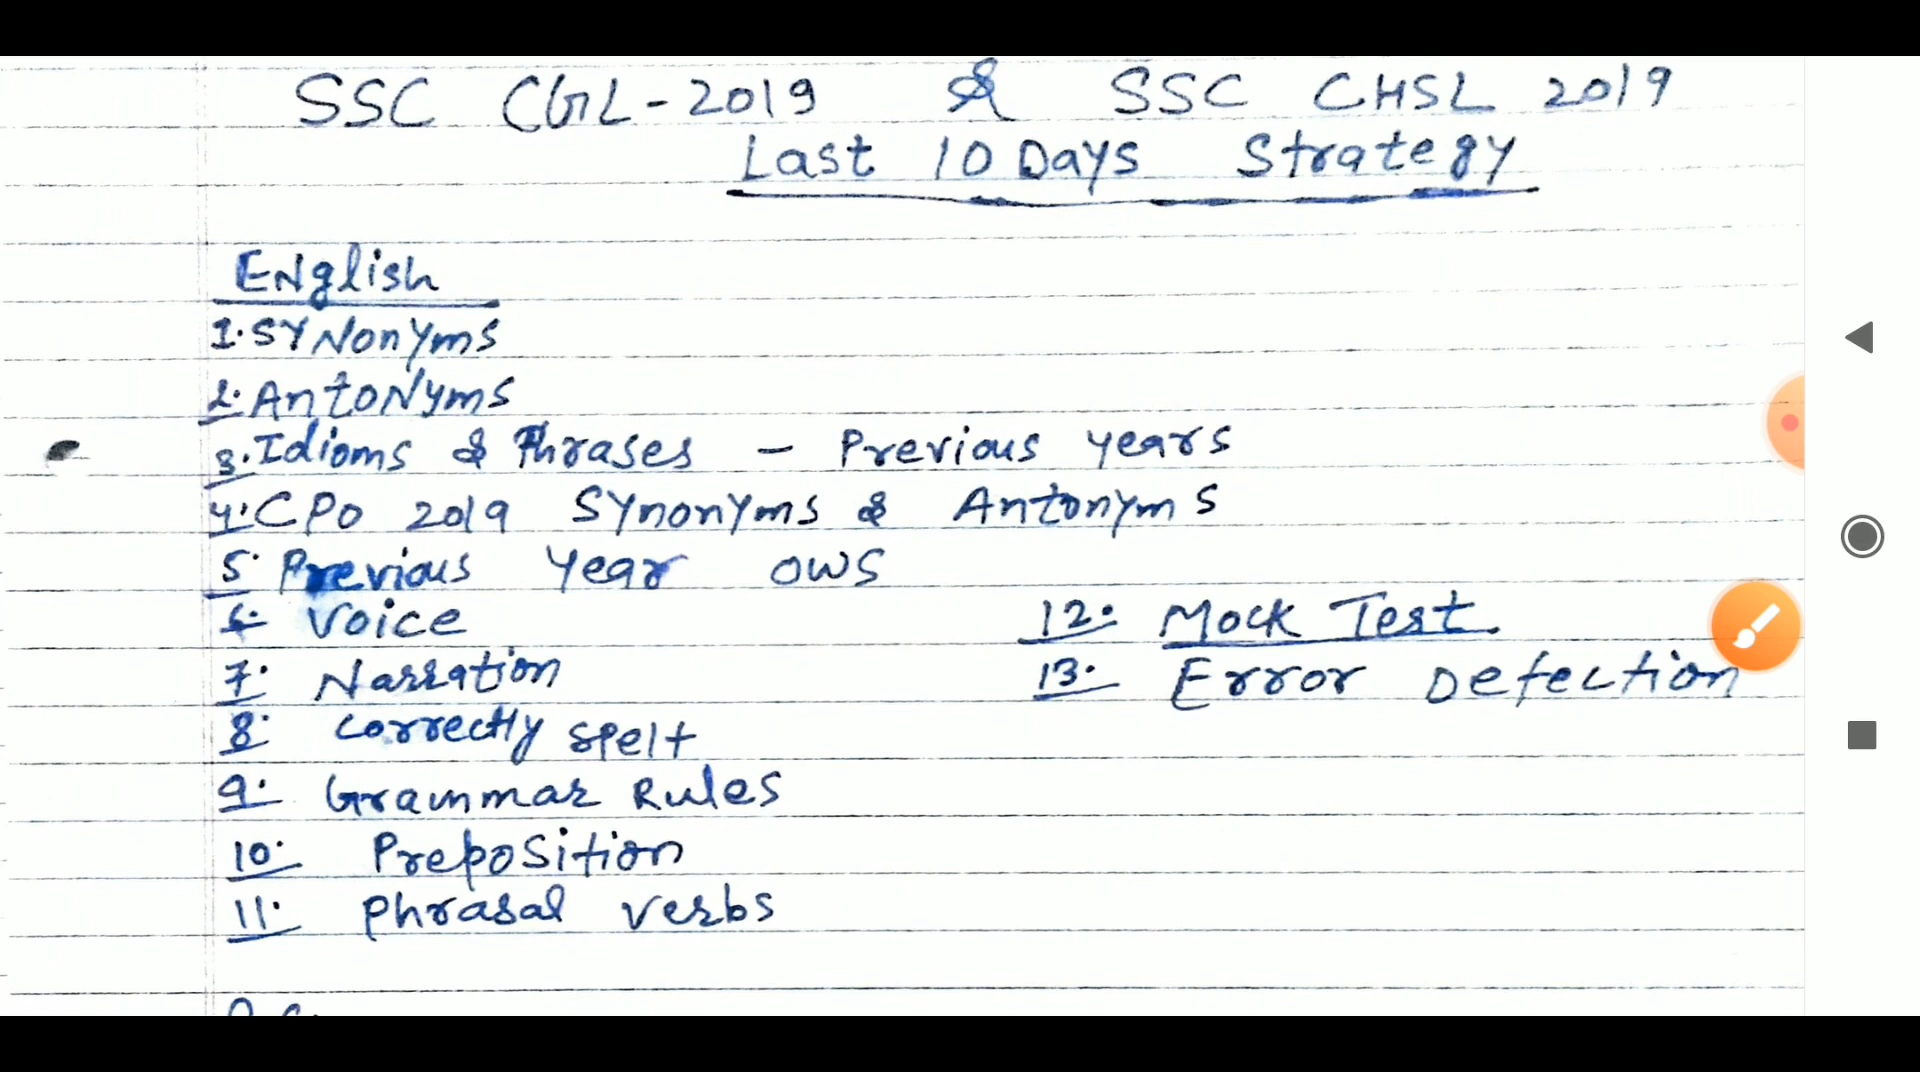 SSC CGL-2019 & SSC CHSL 2019
Last 10 Days Strategy
English
1. Synonyms
2. Antonyms
3. Idioms & Phrases - Previous years
4. CPO 2019 Synonyms & Antonyms
5. Previous Year OWS
6. Voice
7. Narration
8. Correctly spelt
9. Grammar Rules
10. Preposition
11. Phrasal verbs
12. Mock Test.
13. Error Detection